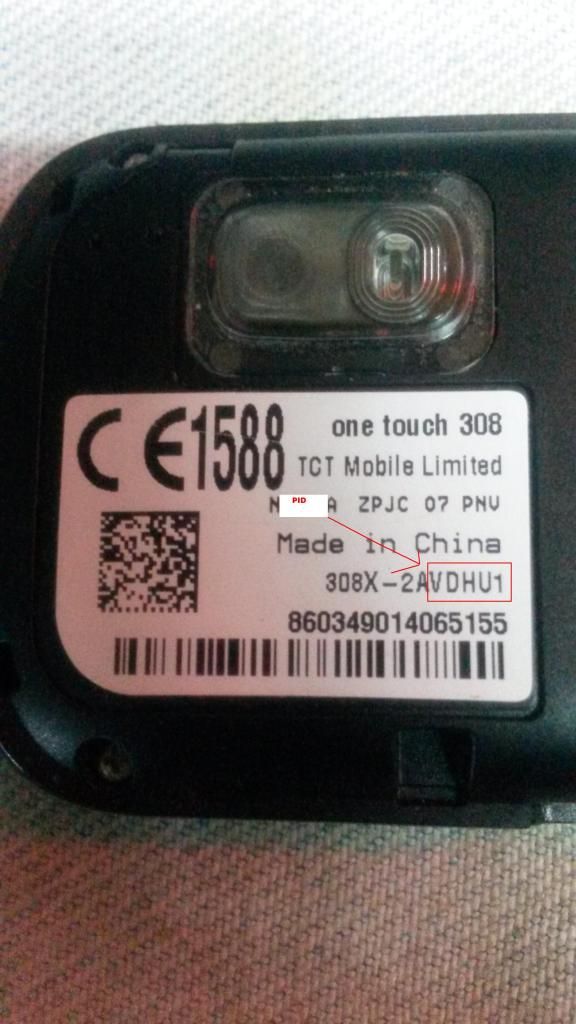 CE1588
one touch 308
TCT Mobile Limited
PID
ZPJC 07 PNV
Made in China
308X-2AVDHU1
860349014065155